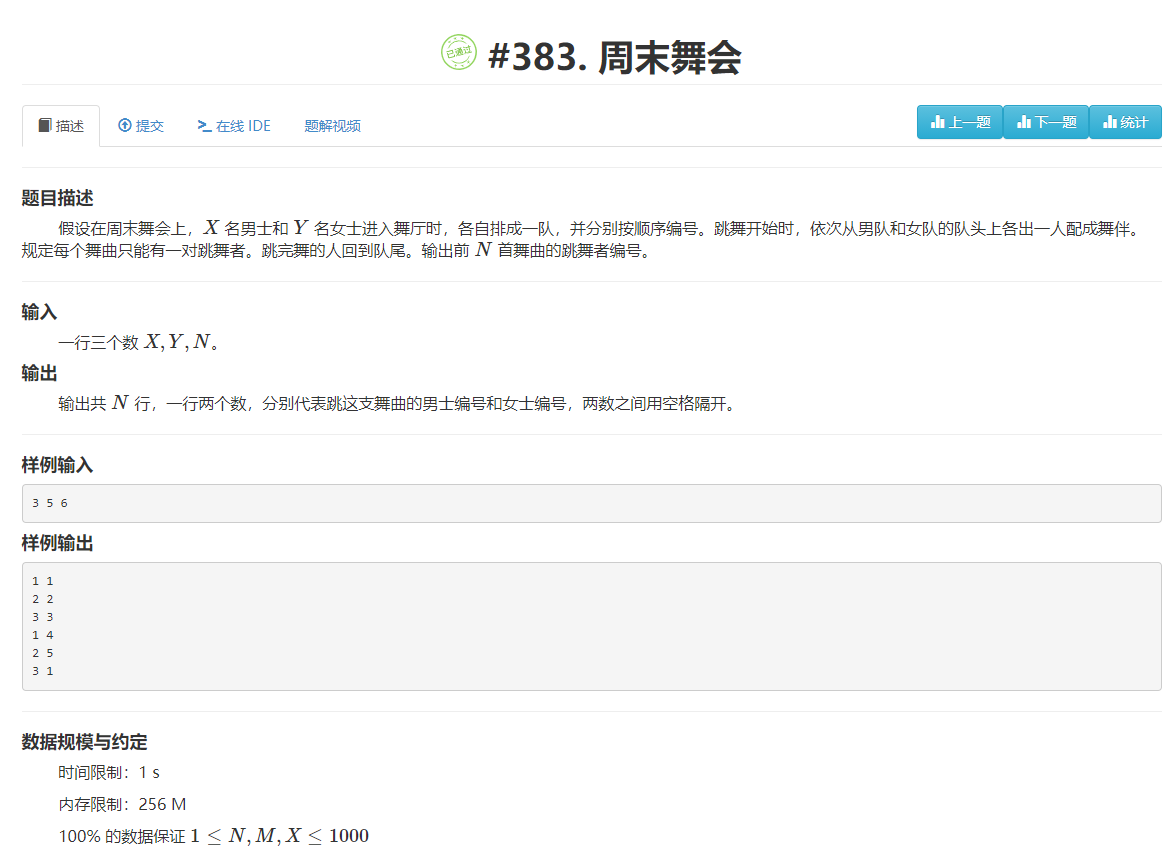 已通过 #383. 周末舞会
描述 提交 在线 IDE 题解视频 上一题 下一题 统计
题目描述
假设在周末舞会上，X 名男士和 Y 名女士进入舞厅时，各自排成一队，并分别按顺序编号。跳舞开始时，依次从男队和女队的队头上各出一人配成舞伴。
规定每个舞曲只能有一对跳舞者。跳完舞的人回到队尾。输出前 N 首舞曲的跳舞者编号。
输入
一行三个数 X, Y, N。
输出
输出共 N 行，一行两个数，分别代表跳这支舞曲的男士编号和女士编号，两数之间用空格隔开。
样例输入
3 5 6
样例输出
1 1
2 2
3 3
1 4
2 5
3 1
数据规模与约定
时间限制：1 s
内存限制：256 M
100% 的数据保证 1 ≤ N, M, X ≤ 1000